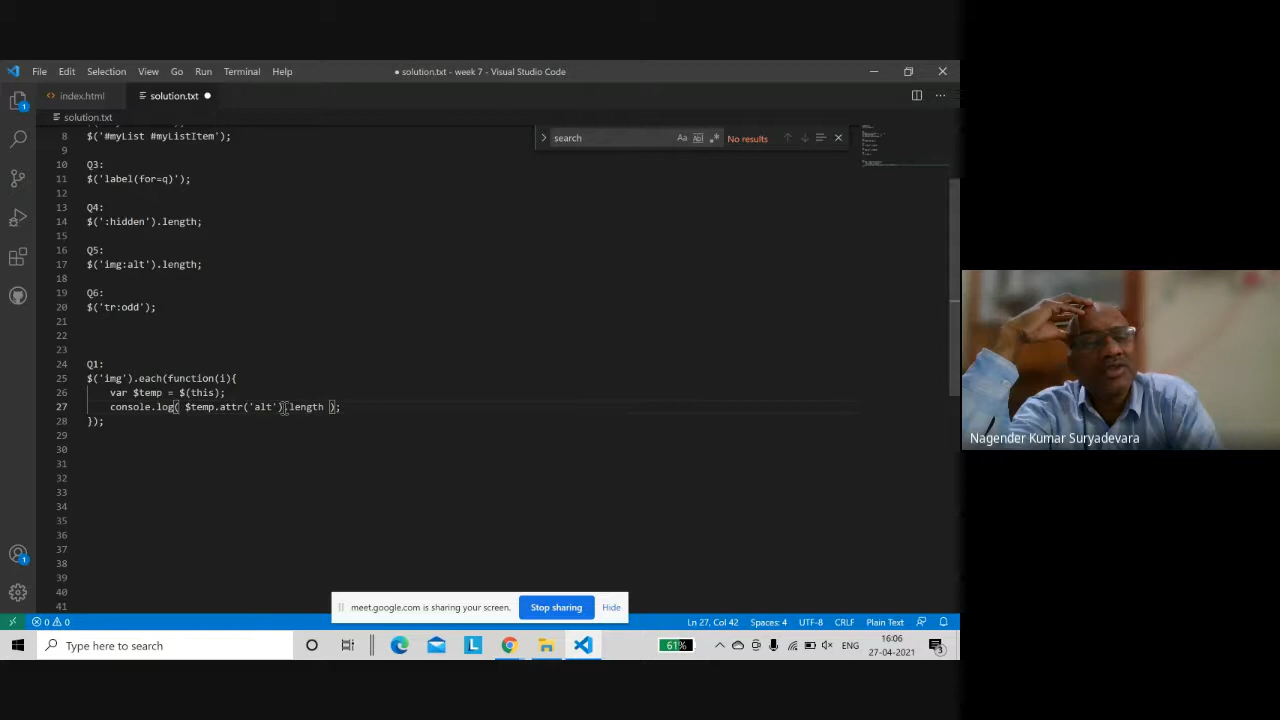 File Edit Selection View Go Run Terminal Help
● solution.txt - week 7 - Visual Studio Code
index.html solution.txt ●
solution.txt
search
Aa
No results
8 $('#myList #myListItem');
9
10 Q3:
11 $('label(for=q)');
12
13 Q4:
14 $(':hidden').length;
15
16 Q5:
17 $('img:alt').length;
18
19 Q6:
20 $('tr:odd');
21
22
23
24 Q1:
25 $('img').each(function(i){
26 var $temp = $(this);
27 console.log( $temp.attr('alt').length );
28 });
29
30
31
32
33
34
35
36
37
38
39
40
41
Nagender Kumar Suryadevara
meet.google.com is sharing your screen. Stop sharing Hide
0 0 Ln 27, Col 42 Spaces: 4 UTF-8 CRLF Plain Text
Type here to search
61%
ENG
16:06
27-04-2021
3